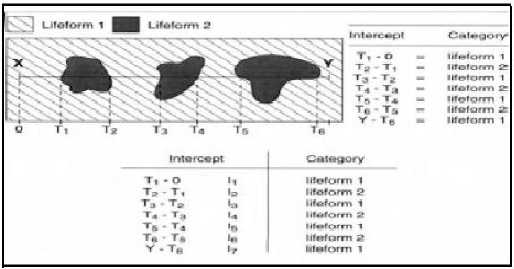 Lifeform 1 Lifeform 2
Intercept Category
T1 - 0 = lifeform 1
T2 - T1 = lifeform 2
T3 - T2 = lifeform 1
T4 - T3 = lifeform 2
T5 - T4 = lifeform 1
T6 - T5 = lifeform 2
Y - T6 = lifeform 1
X Y
0 T1 T2 T3 T4 T5 T6
Intercept Category
T1 - 0 I1 lifeform 1
T2 - T1 I2 lifeform 2
T3 - T2 I3 lifeform 1
T4 - T3 I4 lifeform 2
T5 - T4 I5 lifeform 1
T6 - T5 I6 lifeform 2
Y - T6 I7 lifeform 1